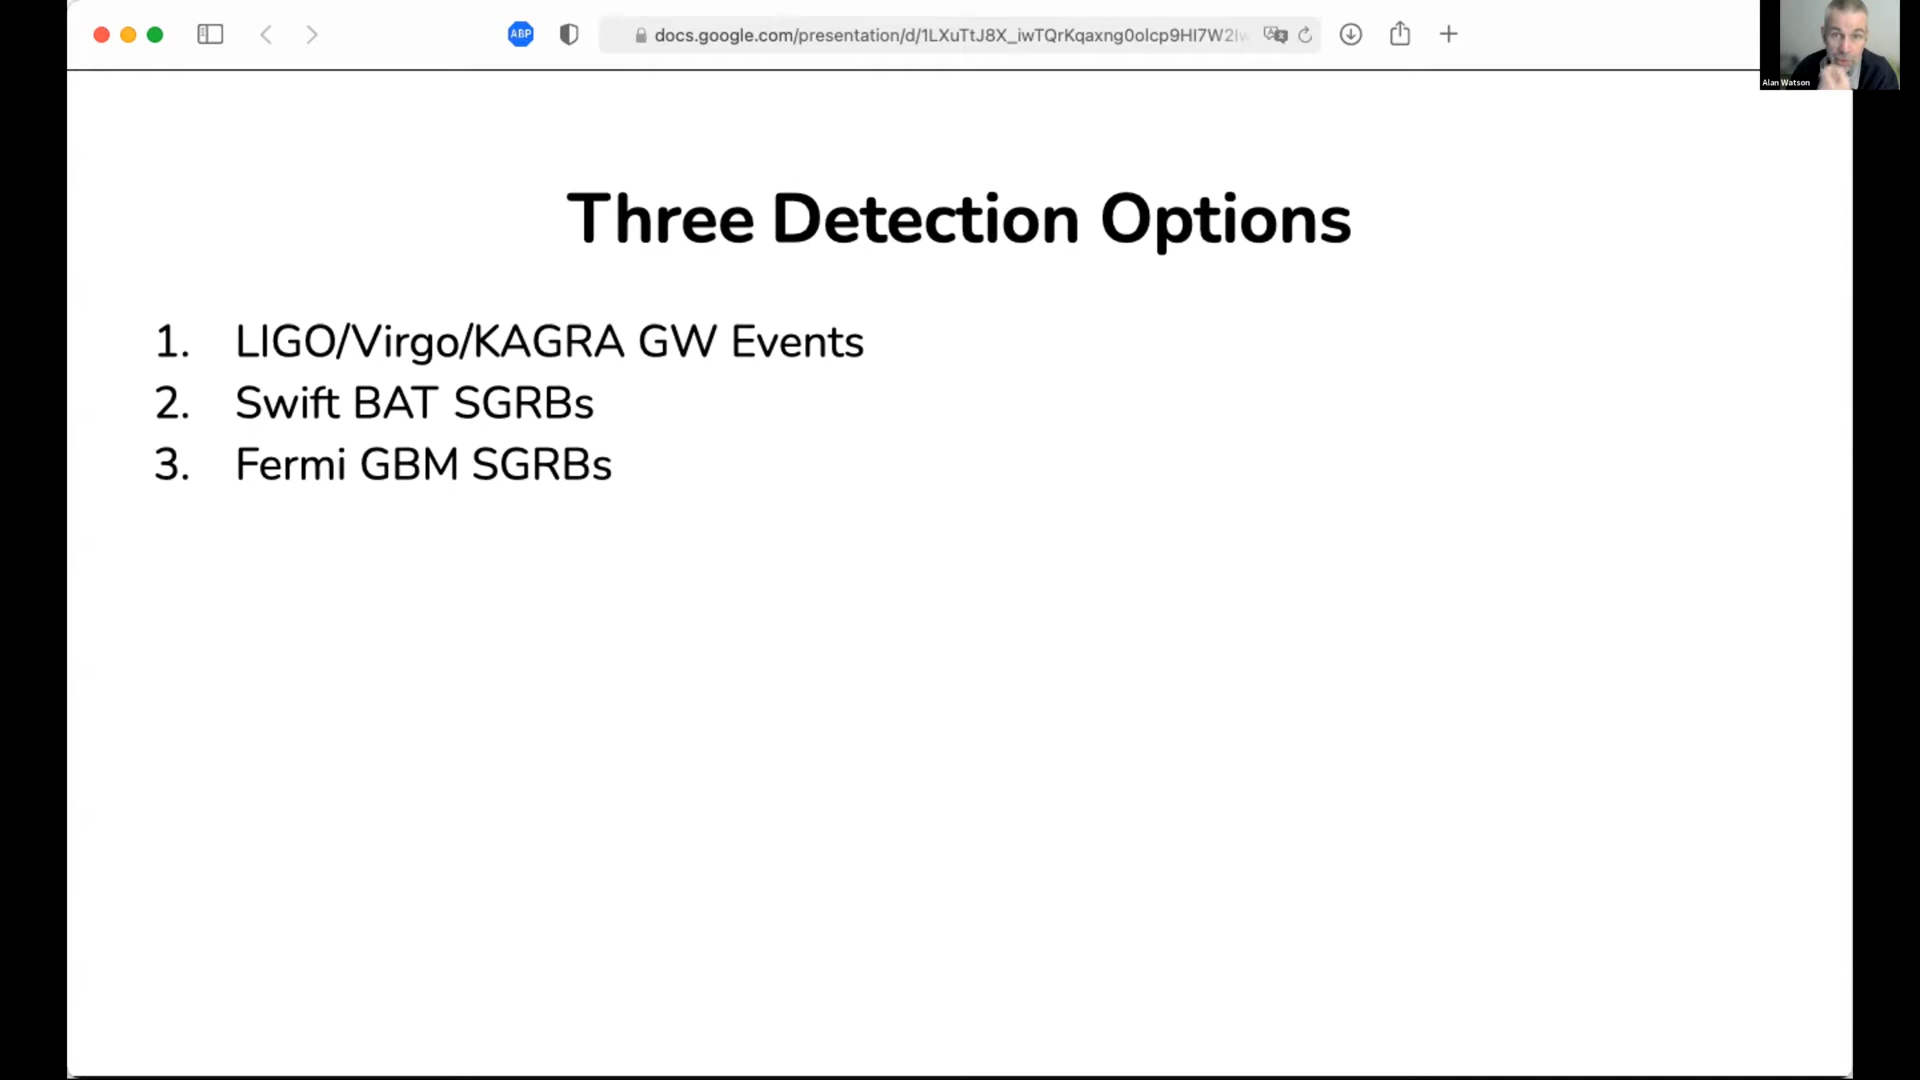 ABP
docs.google.com/presentation/d/
Alan Watson
Three Detection Options
1. LIGO/Virgo/KAGRA GW Events
2. Swift BAT SGRBs
3. Fermi GBM SGRBs